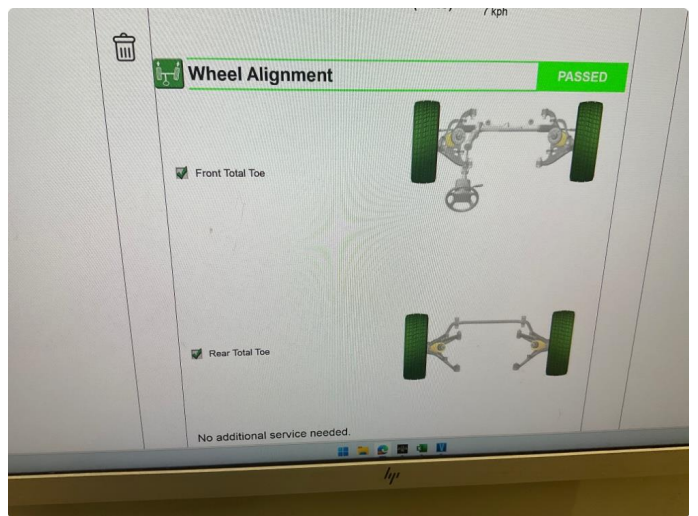 7 kph
Wheel Alignment
PASSED
Front Total Toe
Rear Total Toe
No additional service needed.
hp